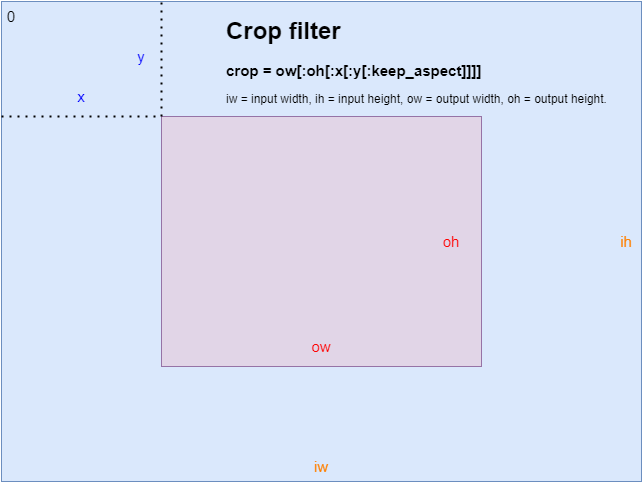 0
Crop filter
y
crop = ow[:oh[:x[:y[:keep_aspect]]]]
x
iw = input width, ih = input height, ow = output width, oh = output height.
oh
ih
ow
iw